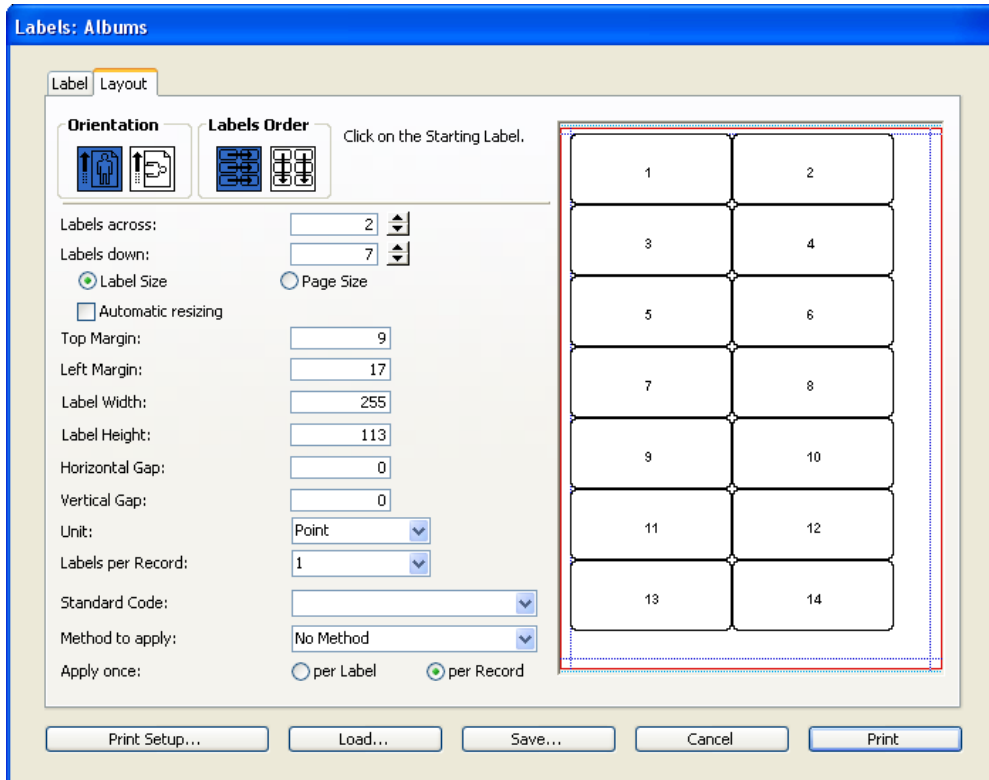 Labels: Albums
Label Layout
Orientation Labels Order Click on the Starting Label.
Labels across: 2
Labels down: 7
Label Size Page Size
Automatic resizing
Top Margin: 9
Left Margin: 17
Label Width: 255
Label Height: 113
Horizontal Gap: 0
Vertical Gap: 0
Unit: Point
Labels per Record: 1
Standard Code:
Method to apply: No Method
Apply once: per Label per Record
1 2
3 4
5 6
7 8
9 10
11 12
13 14
Print Setup... Load... Save... Cancel Print